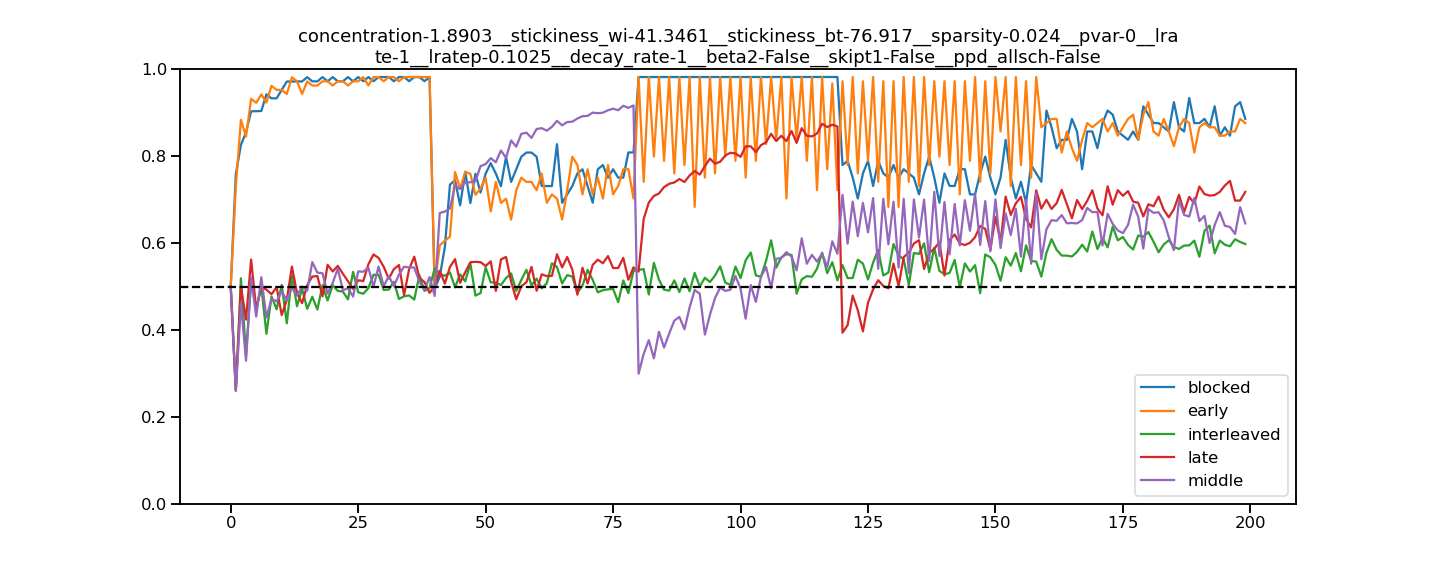 concentration-1.8903__stickiness_wi-41.3461__stickiness_bt-76.917__sparsity-0.024__pvar-0__lra
te-1__lratep-0.1025__decay_rate-1__beta2-False__skipt1-False__ppd_allsch-False
1.0
0.8
0.6
0.4
0.2
0.0
0 25 50 75 100 125 150 175 200
blocked
early
interleaved
late
middle